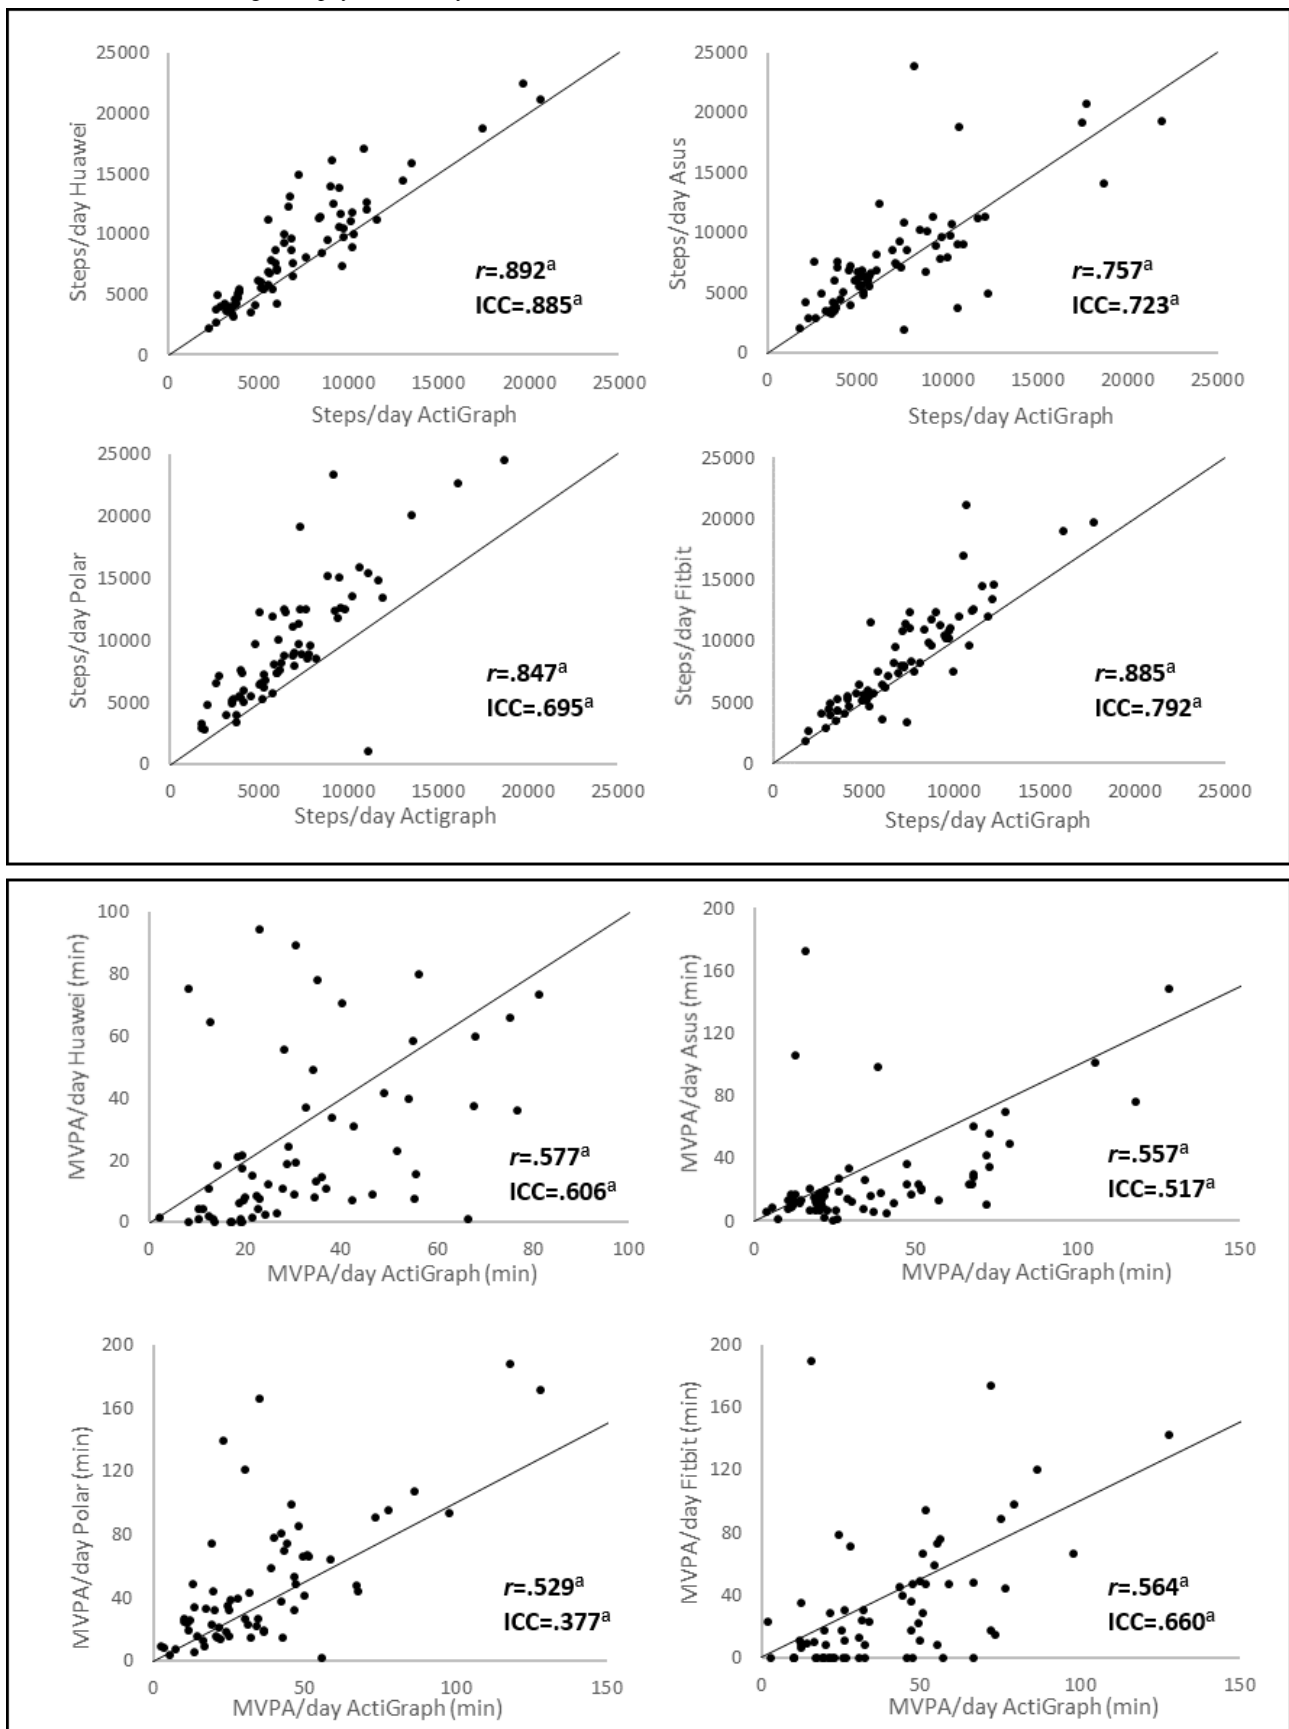 25000
20000
15000
10000
5000
0
Steps/day Huawei
r=.892a
ICC=.885a
0 5000 10000 15000 20000 25000
Steps/day ActiGraph
25000
20000
15000
10000
5000
0
Steps/day Asus
r=.757a
ICC=.723a
0 5000 10000 15000 20000 25000
Steps/day ActiGraph
25000
20000
15000
10000
5000
0
Steps/day Polar
r=.847a
ICC=.695a
0 5000 10000 15000 20000 25000
Steps/day Actigraph
25000
20000
15000
10000
5000
0
Steps/day Fitbit
r=.885a
ICC=.792a
0 5000 10000 15000 20000 25000
Steps/day ActiGraph
100
80
60
40
20
0
MVPA/day Huawei (min)
r=.577a
ICC=.606a
0 20 40 60 80 100
MVPA/day ActiGraph (min)
200
160
120
80
40
0
MVPA/day Asus (min)
r=.557a
ICC=.517a
0 50 100 150
MVPA/day ActiGraph (min)
200
160
120
80
40
0
MVPA/day Polar (min)
r=.529a
ICC=.377a
0 50 100 150
MVPA/day ActiGraph (min)
200
160
120
80
40
0
MVPA/day Fitbit (min)
r=.564a
ICC=.660a
0 50 100 150
MVPA/day ActiGraph (min)